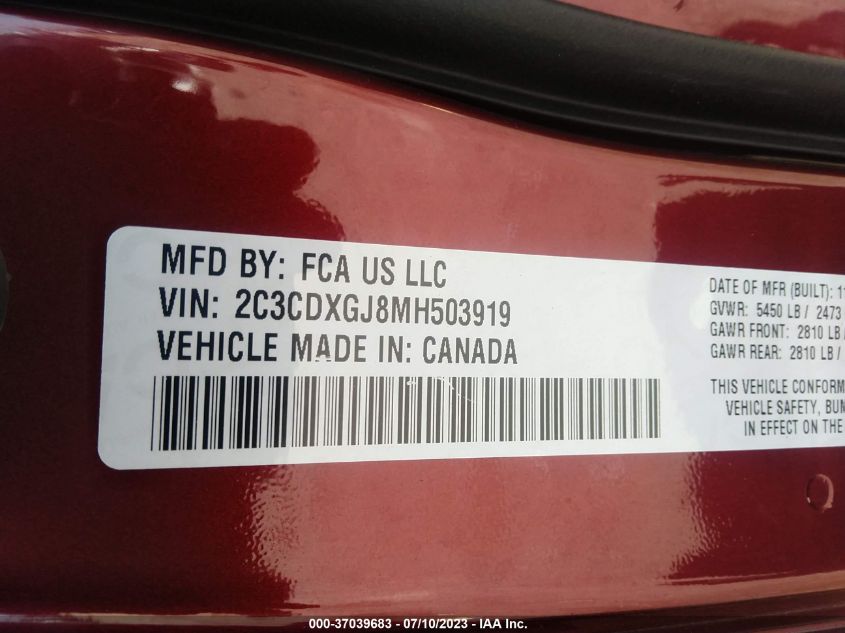 MFD BY: FCA US LLC
VIN: 2C3CDXGJ8MH503919
VEHICLE MADE IN: CANADA
DATE OF MFR (BUILT): 11
GVWR: 5450 LB / 2473
GAWR FRONT: 2810 LB /
GAWR REAR: 2810 LB /
THIS VEHICLE CONFORM
VEHICLE SAFETY, BUM
IN EFFECT ON THE
000-37039683 - 07/10/2023 - IAA Inc.